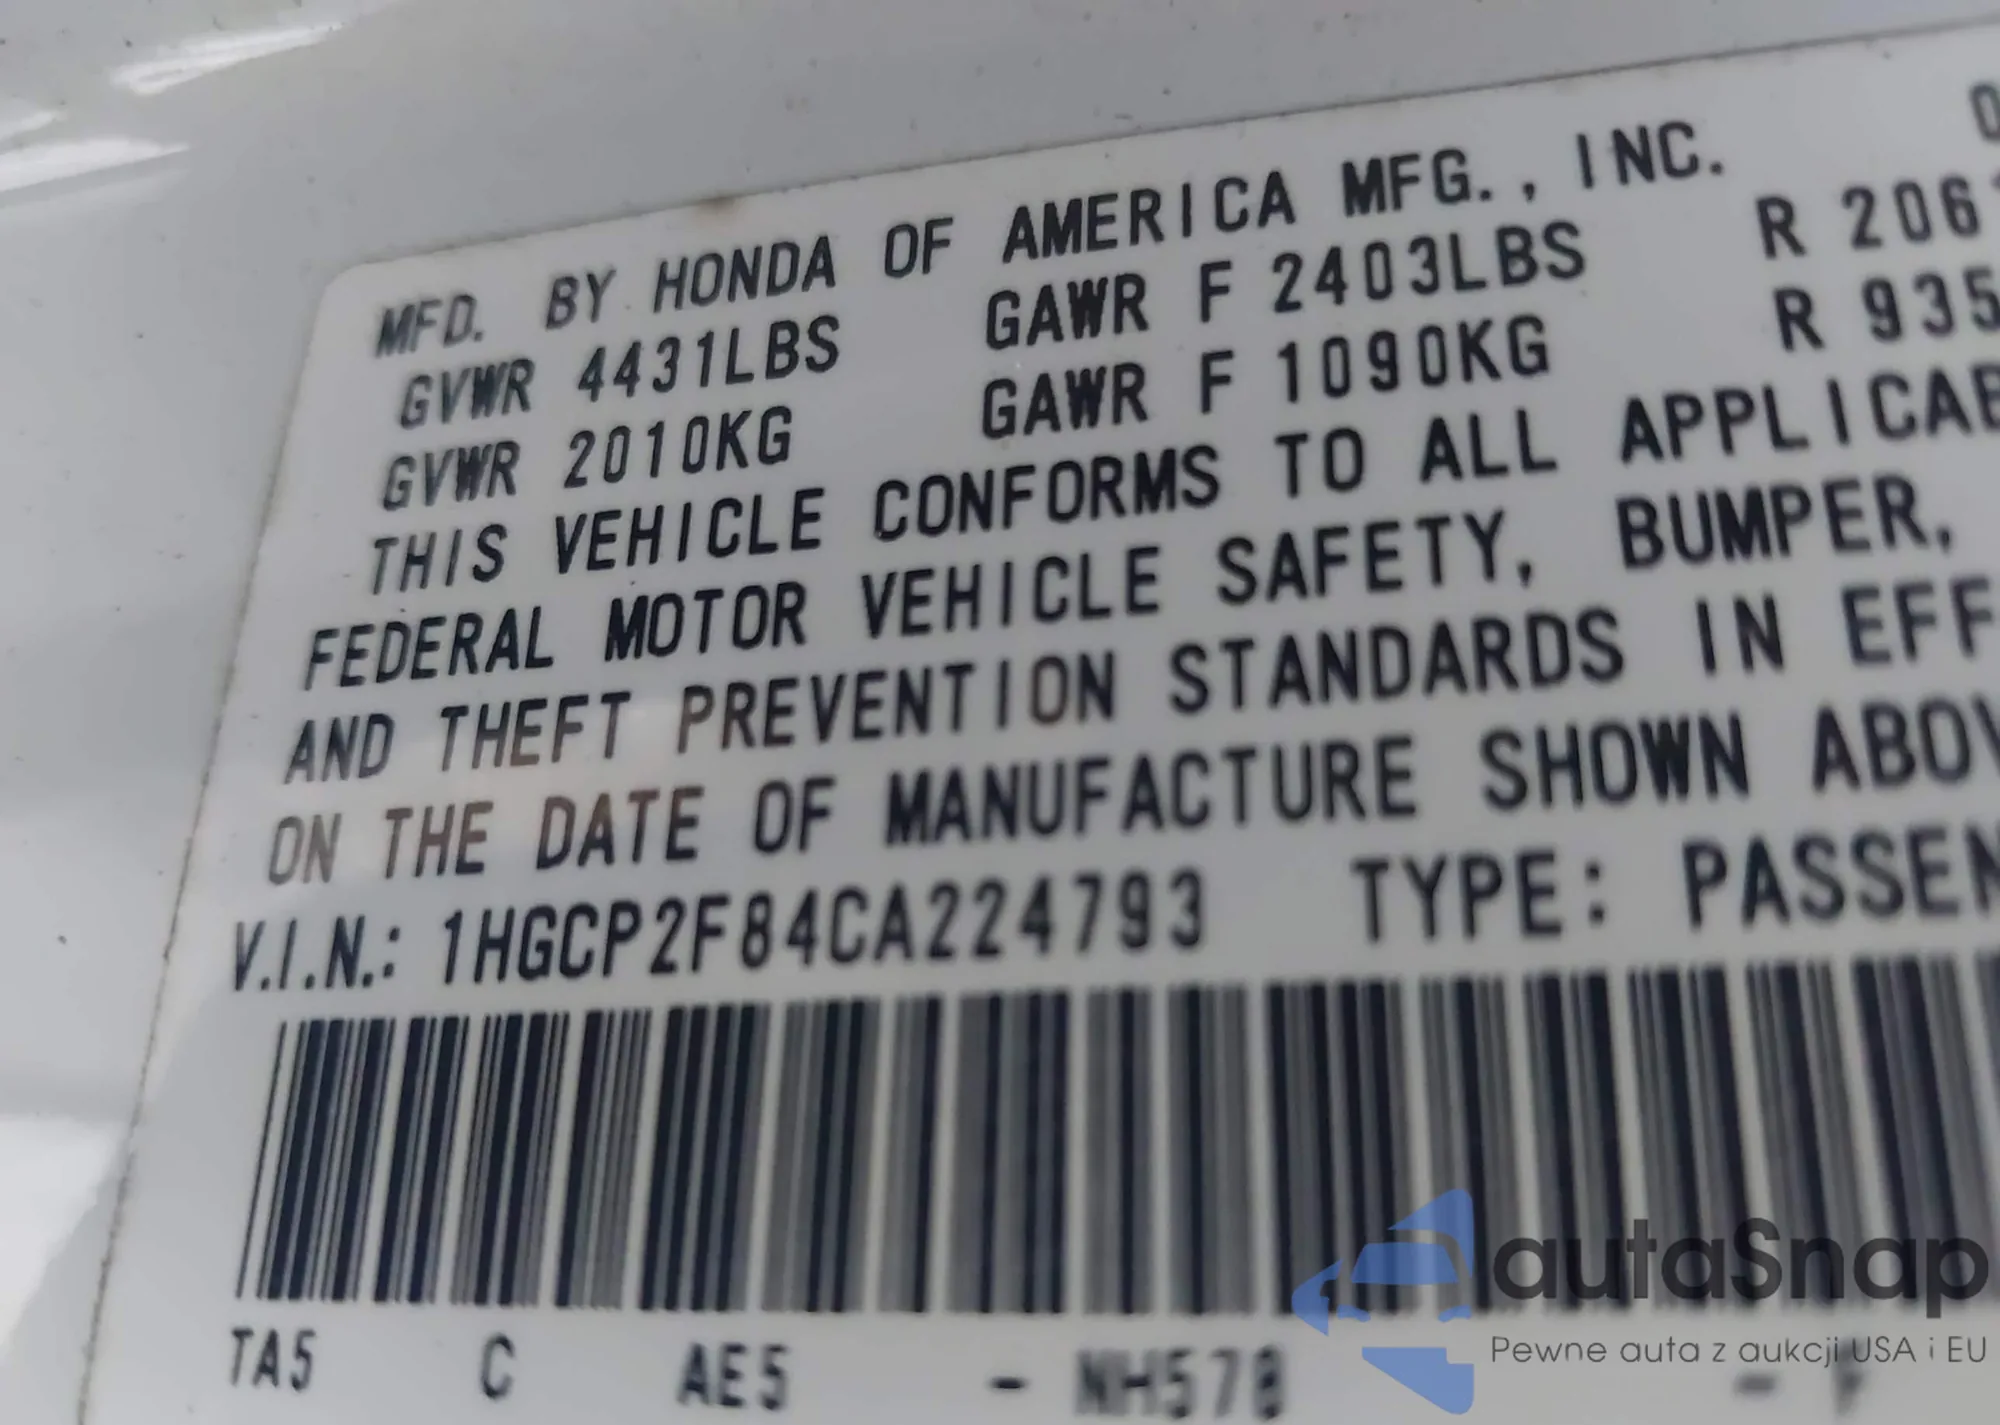 MFD. BY HONDA OF AMERICA MFG., INC. 0
GVWR 4431LBS GAWR F 2403LBS R 206
GVWR 2010KG GAWR F 1090KG R 935
THIS VEHICLE CONFORMS TO ALL APPLICAB
FEDERAL MOTOR VEHICLE SAFETY, BUMPER,
AND THEFT PREVENTION STANDARDS IN EFF
ON THE DATE OF MANUFACTURE SHOWN ABOV
V.I.N.: 1HGCP2F84CA224793 TYPE: PASSEN
TA5 C AE5 - NH578 -
autaSnap
Pewne auta z aukcji USA i EU